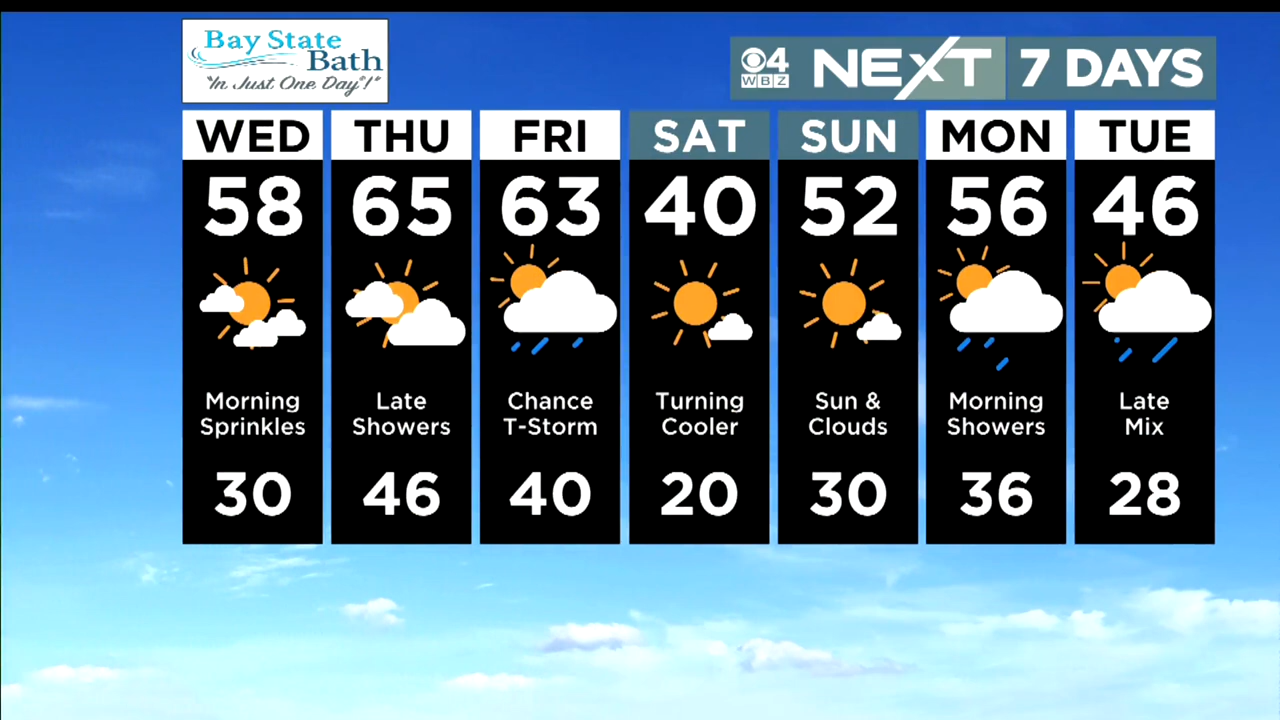 Bay State
Bath
"In Just One Day®!"
4
WBZ
NEXT
7 DAYS
WED THU FRI SAT SUN MON TUE
58 65 63 40 52 56 46
Morning Late Chance Turning Sun & Morning Late
Sprinkles Showers T-Storm Cooler Clouds Showers Mix
30 46 40 20 30 36 28